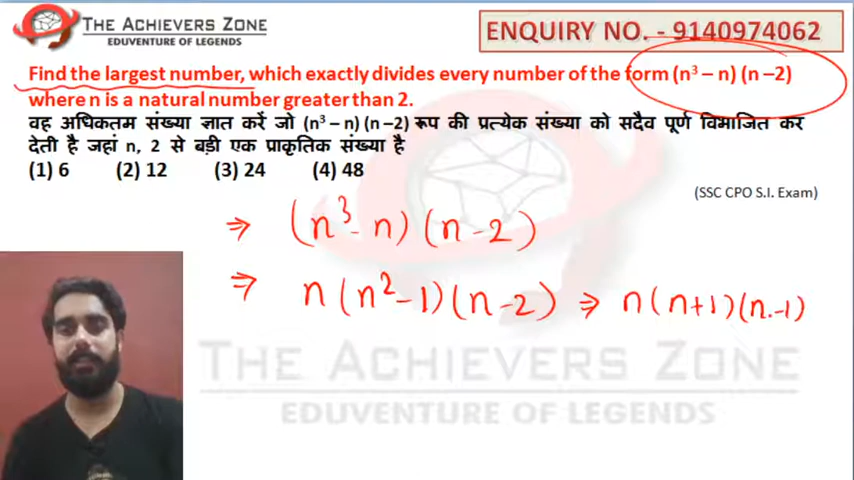 THE ACHIEVERS ZONE
EDUVENTURE OF LEGENDS
ENQUIRY NO. - 9140974062
Find the largest number, which exactly divides every number of the form (n³ – n) (n –2)
where n is a natural number greater than 2.
वह अधिकतम संख्या ज्ञात करें जो (n³ – n) (n –2) रूप की प्रत्येक संख्या को सदैव पूर्ण विभाजित कर
देती है जहां n, 2 से बड़ी एक प्राकृतिक संख्या है
(1) 6 (2) 12 (3) 24 (4) 48
(SSC CPO S.I. Exam)
⇒ (n³ - n) (n - 2)
⇒ n (n² - 1) (n - 2) ⇒ n (n + 1) (n - 1)
THE ACHIEVERS ZONE
EDUVENTURE OF LEGENDS